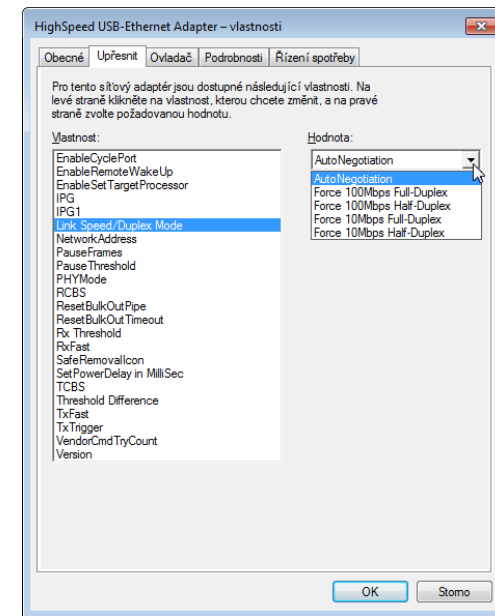 HighSpeed USB-Ethernet Adapter – vlastnosti
Obecné Upřesnit Ovladač Podrobnosti Řízení spotřeby
Pro tento síťový adaptér jsou dostupné následující vlastnosti. Na
levé straně klikněte na vlastnost, kterou chcete změnit, a na pravé
straně zvolte požadovanou hodnotu.
Vlastnost:
EnableCyclePort
EnableRemoteWakeUp
EnableSetTargetProcessor
IPG
IPG1
Link Speed/Duplex Mode
NetworkAddress
PauseFrames
PauseThreshold
PHYMode
RCBS
ResetBulkOutPipe
ResetBulkOutTimeout
Rx Threshold
RxFast
SafeRemovalIcon
SetPowerDelay in MilliSec
TCBS
Threshold Difference
TxFast
TxTrigger
VendorCmdTryCount
Version
Hodnota:
AutoNegotiation
AutoNegotiation
Force 100Mbps Full-Duplex
Force 100Mbps Half-Duplex
Force 10Mbps Full-Duplex
Force 10Mbps Half-Duplex
OK
Storno